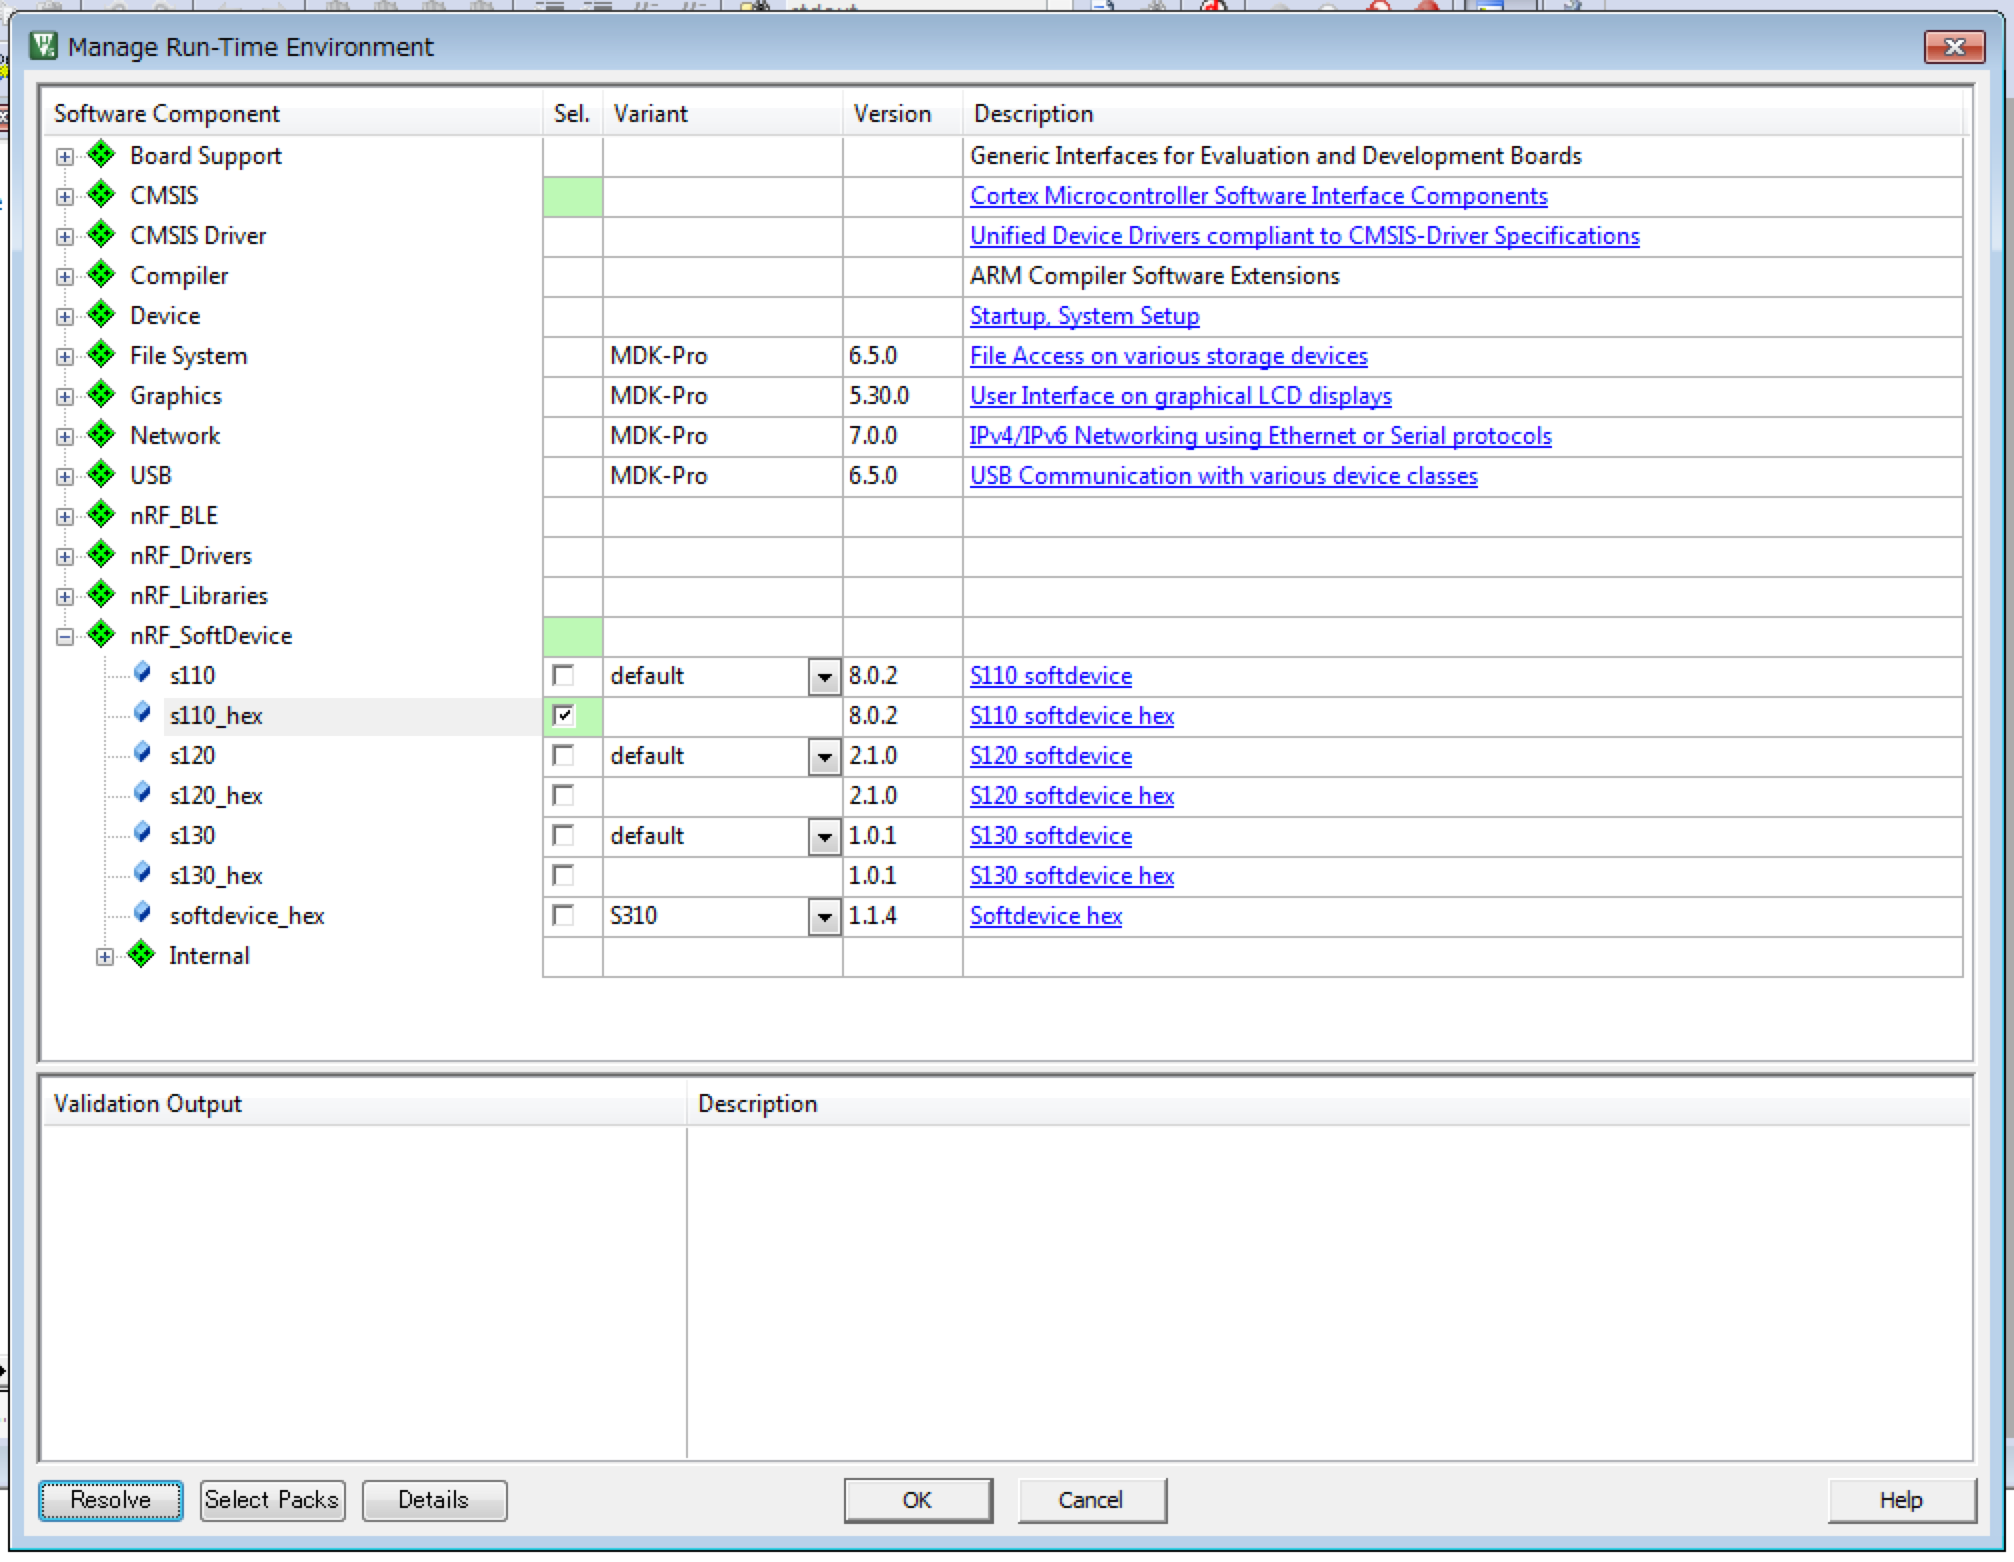 Manage Run-Time Environment
Software Component Sel. Variant Version Description
Board Support Generic Interfaces for Evaluation and Development Boards
CMSIS Cortex Microcontroller Software Interface Components
CMSIS Driver Unified Device Drivers compliant to CMSIS-Driver Specifications
Compiler ARM Compiler Software Extensions
Device Startup, System Setup
File System MDK-Pro 6.5.0 File Access on various storage devices
Graphics MDK-Pro 5.30.0 User Interface on graphical LCD displays
Network MDK-Pro 7.0.0 IPv4/IPv6 Networking using Ethernet or Serial protocols
USB MDK-Pro 6.5.0 USB Communication with various device classes
nRF_BLE
nRF_Drivers
nRF_Libraries
nRF_SoftDevice
s110 default 8.0.2 S110 softdevice
s110_hex 8.0.2 S110 softdevice hex
s120 default 2.1.0 S120 softdevice
s120_hex 2.1.0 S120 softdevice hex
s130 default 1.0.1 S130 softdevice
s130_hex 1.0.1 S130 softdevice hex
softdevice_hex S310 1.1.4 Softdevice hex
Internal
Validation Output Description
Resolve Select Packs Details OK Cancel Help